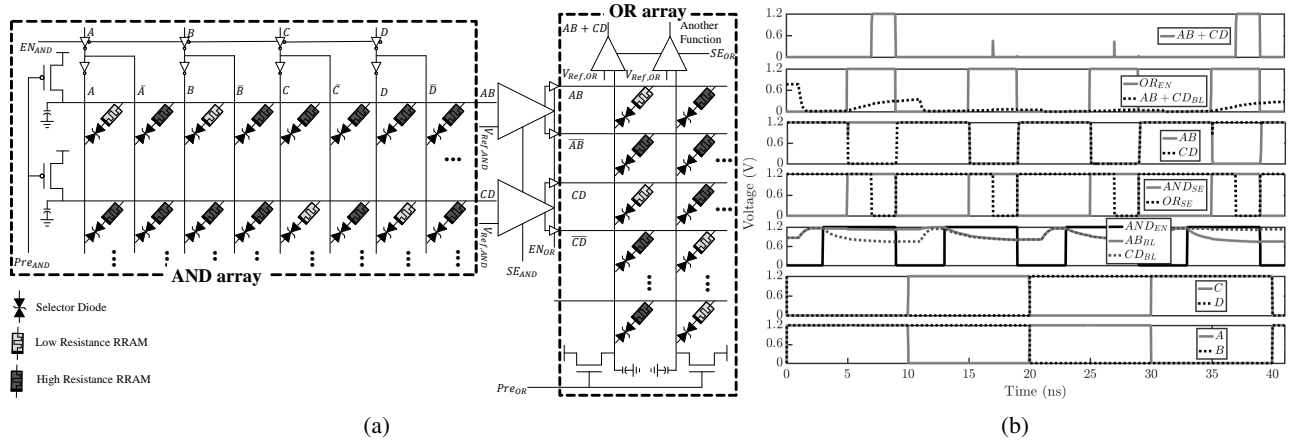 OR array
A B C D
AB + CD
Another
Function
EN_AND
SE_OR
V_Ref,OR V_Ref,OR
A A̅ B B̅ C C̅ D D̅
AB
AB
V_Ref,AND
A̅B̅
CD
CD
V_Ref,AND
C̅D̅
EN_OR
SE_AND
Pre_AND
AND array
Selector Diode
Low Resistance RRAM
High Resistance RRAM
Pre_OR
(a)
1.2
0.6
0
AB + CD
1.2
0.6
0
OR_EN
AB + CD_BL
1.2
0.6
0
AB
CD
1.2
0.6
0
AND_SE
OR_SE
1.2
0.6
0
AND_EN
AB_BL
CD_BL
1.2
0.6
0
C
D
1.2
0.6
0
A
B
Voltage (V)
0 5 10 15 20 25 30 35 40
Time (ns)
(b)